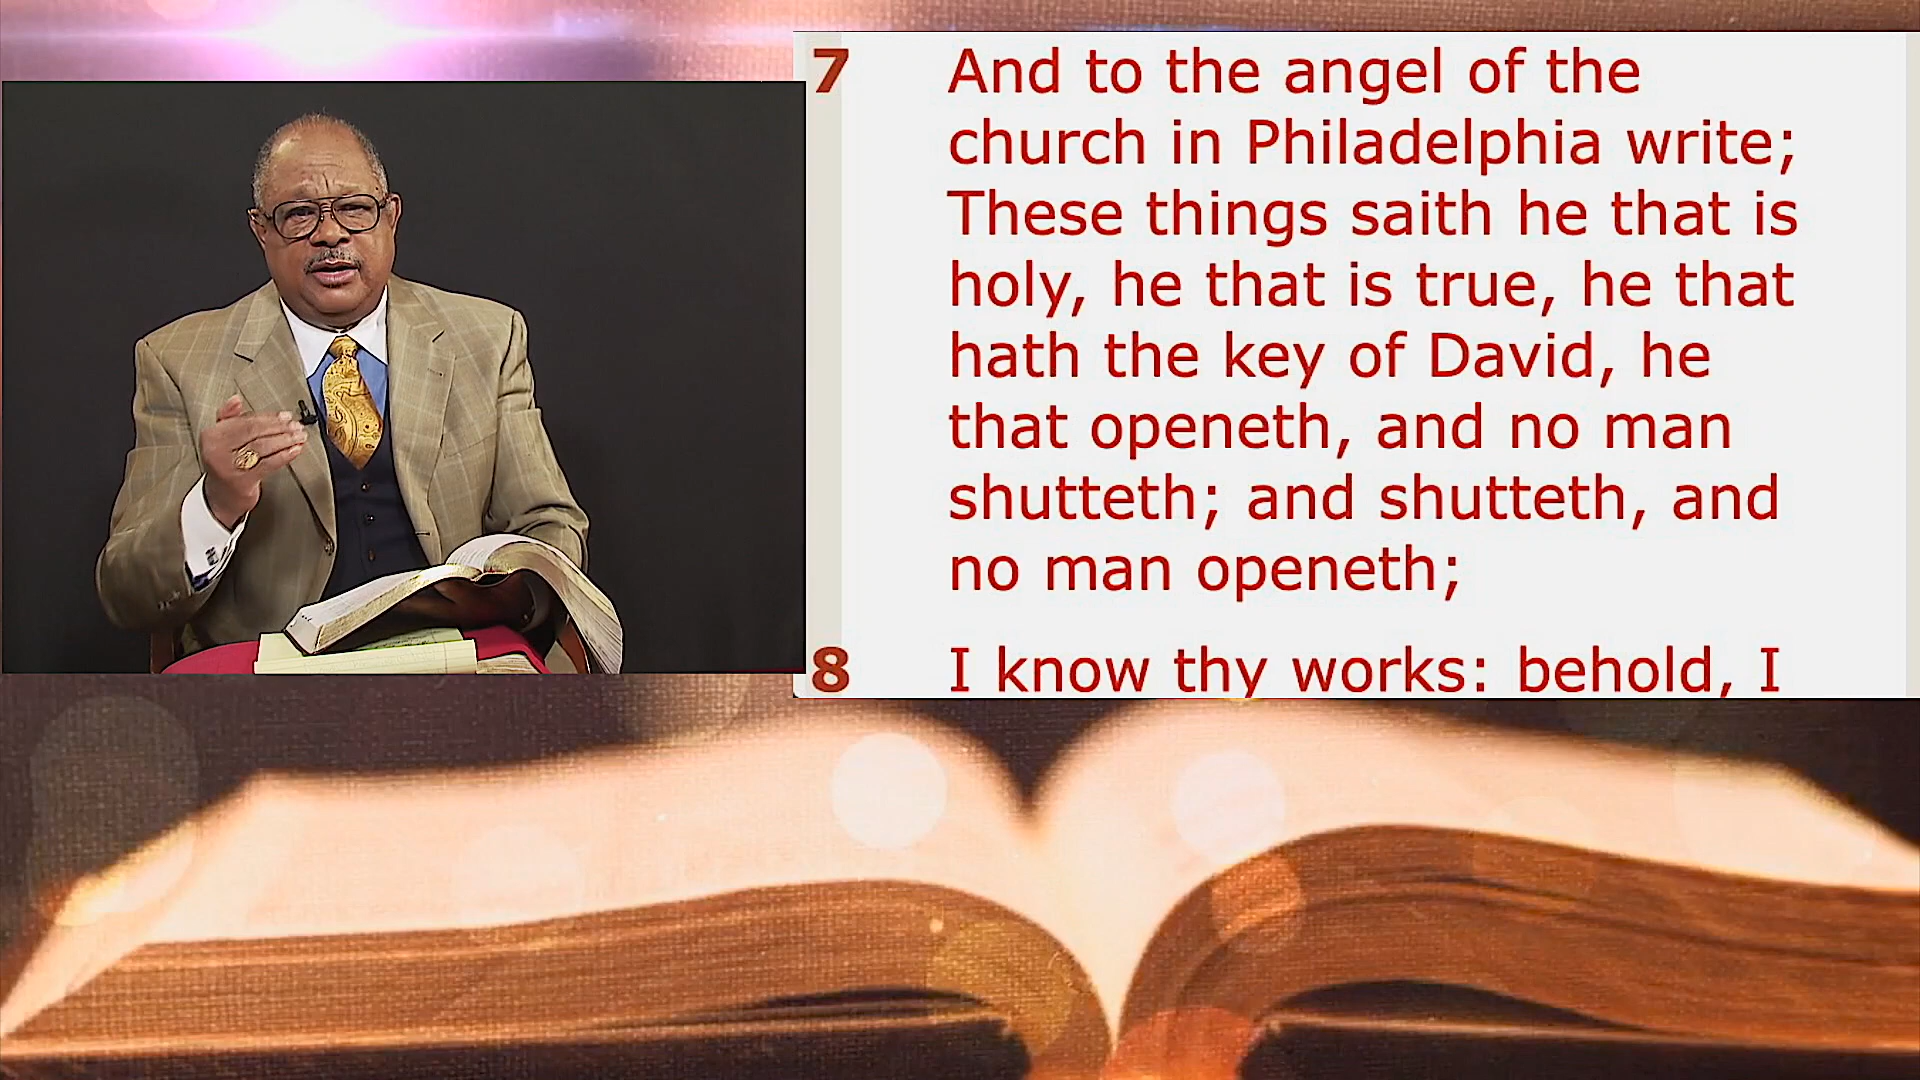 7 And to the angel of the
church in Philadelphia write;
These things saith he that is
holy, he that is true, he that
hath the key of David, he
that openeth, and no man
shutteth; and shutteth, and
no man openeth;
8 I know thy works: behold, I